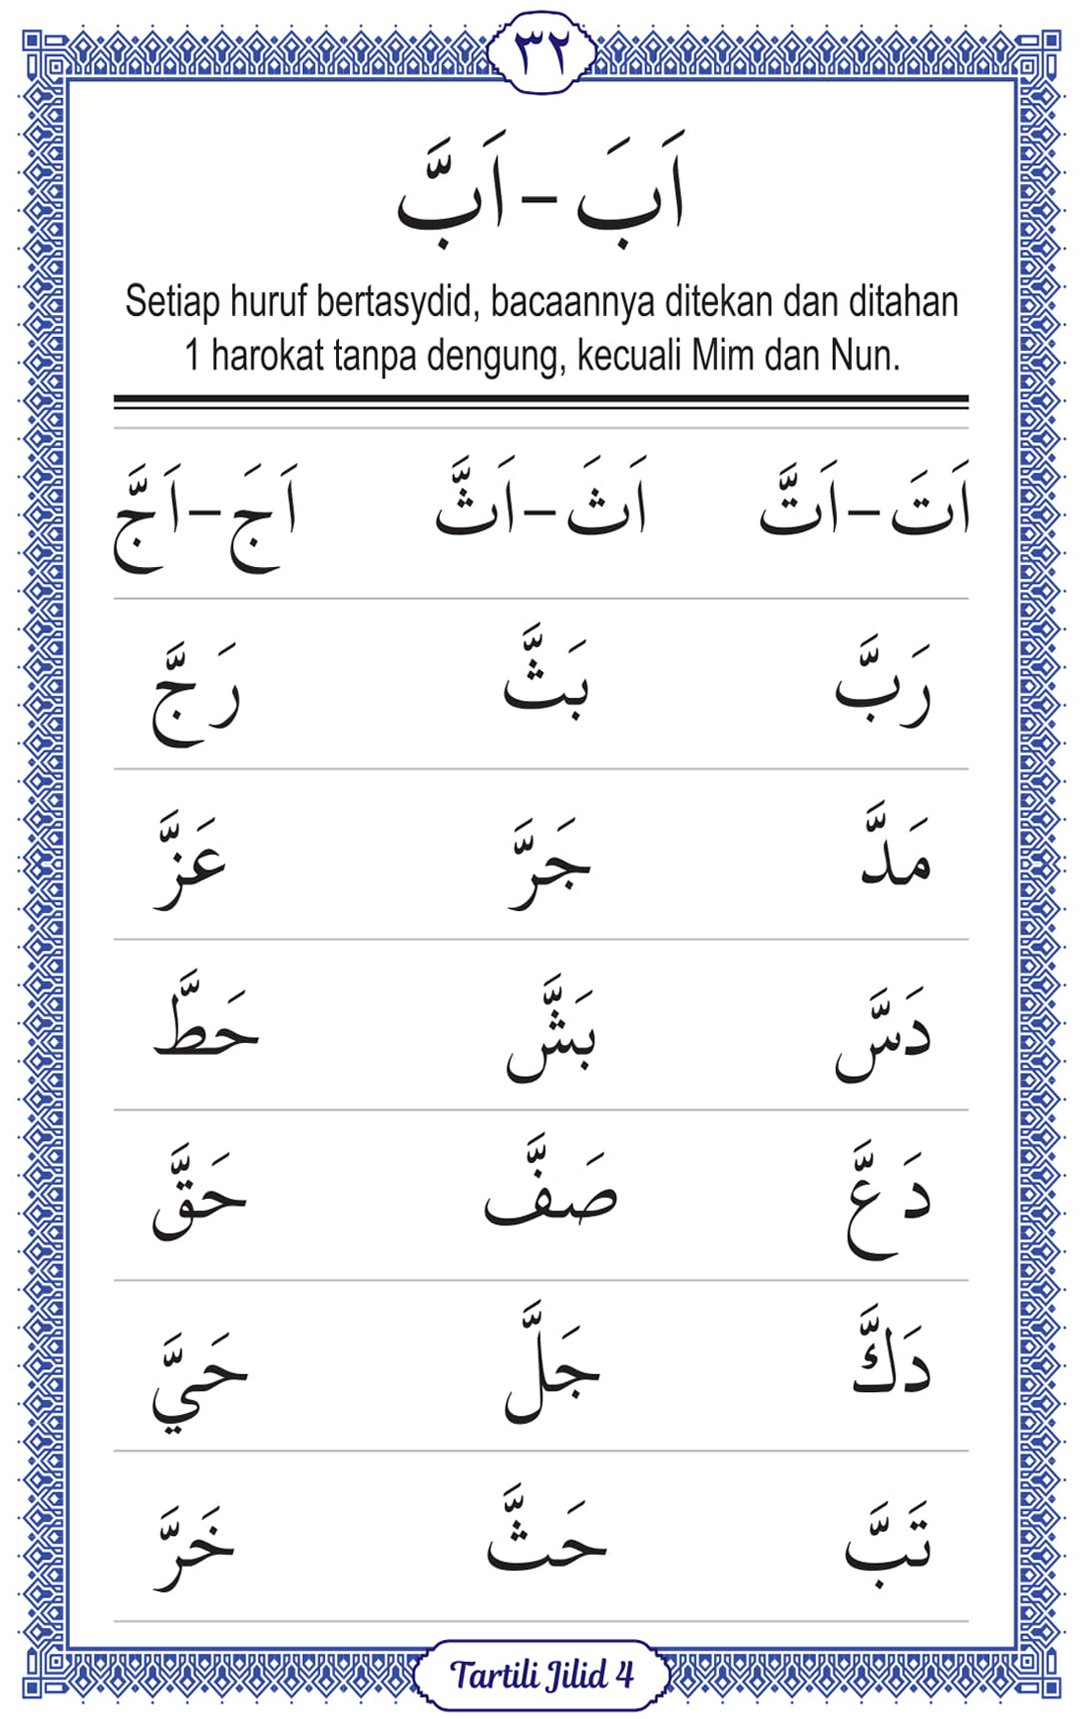 ٣٢
اَبَ – اَبَّ
Setiap huruf bertasydid, bacaannya ditekan dan ditahan
1 harokat tanpa dengung, kecuali Mim dan Nun.
اَتَ – اَتَّ اَثَ – اَثَّ اَجَ – اَجَّ
رَبَّ بَثَّ رَجَّ
مَدَّ جَرَّ عَزَّ
دَسَّ بَشَّ حَطَّ
دَعَّ صَفَّ حَقَّ
دَكَّ جَلَّ حَيَّ
تَبَّ حَثَّ خَرَّ
Tartili Jilid 4